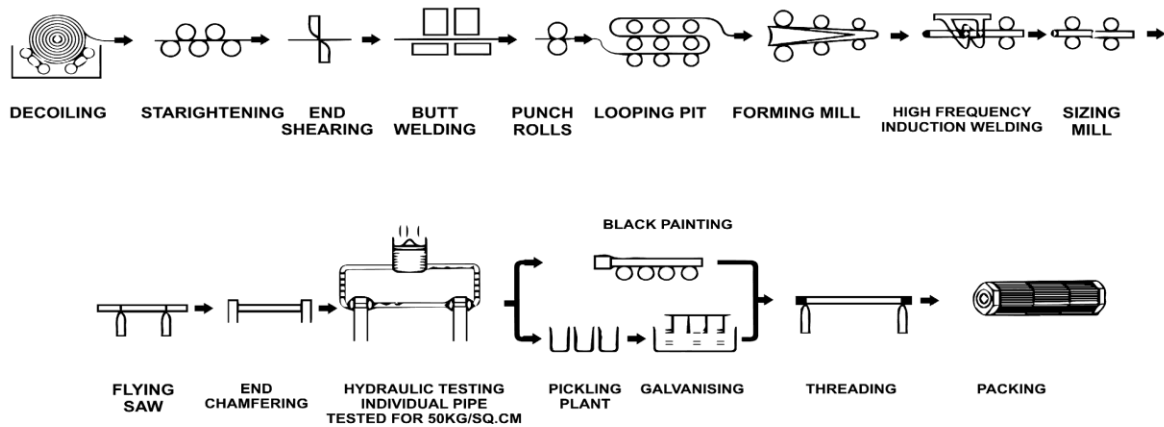 DECOILING
STARIGHTENING
END
SHEARING
BUTT
WELDING
PUNCH
ROLLS
LOOPING PIT
FORMING MILL
HIGH FREQUENCY
INDUCTION WELDING
SIZING
MILL
BLACK PAINTING
FLYING
SAW
END
CHAMFERING
HYDRAULIC TESTING
INDIVIDUAL PIPE
TESTED FOR 50KG/SQ.CM
PICKLING
PLANT
GALVANISING
THREADING
PACKING